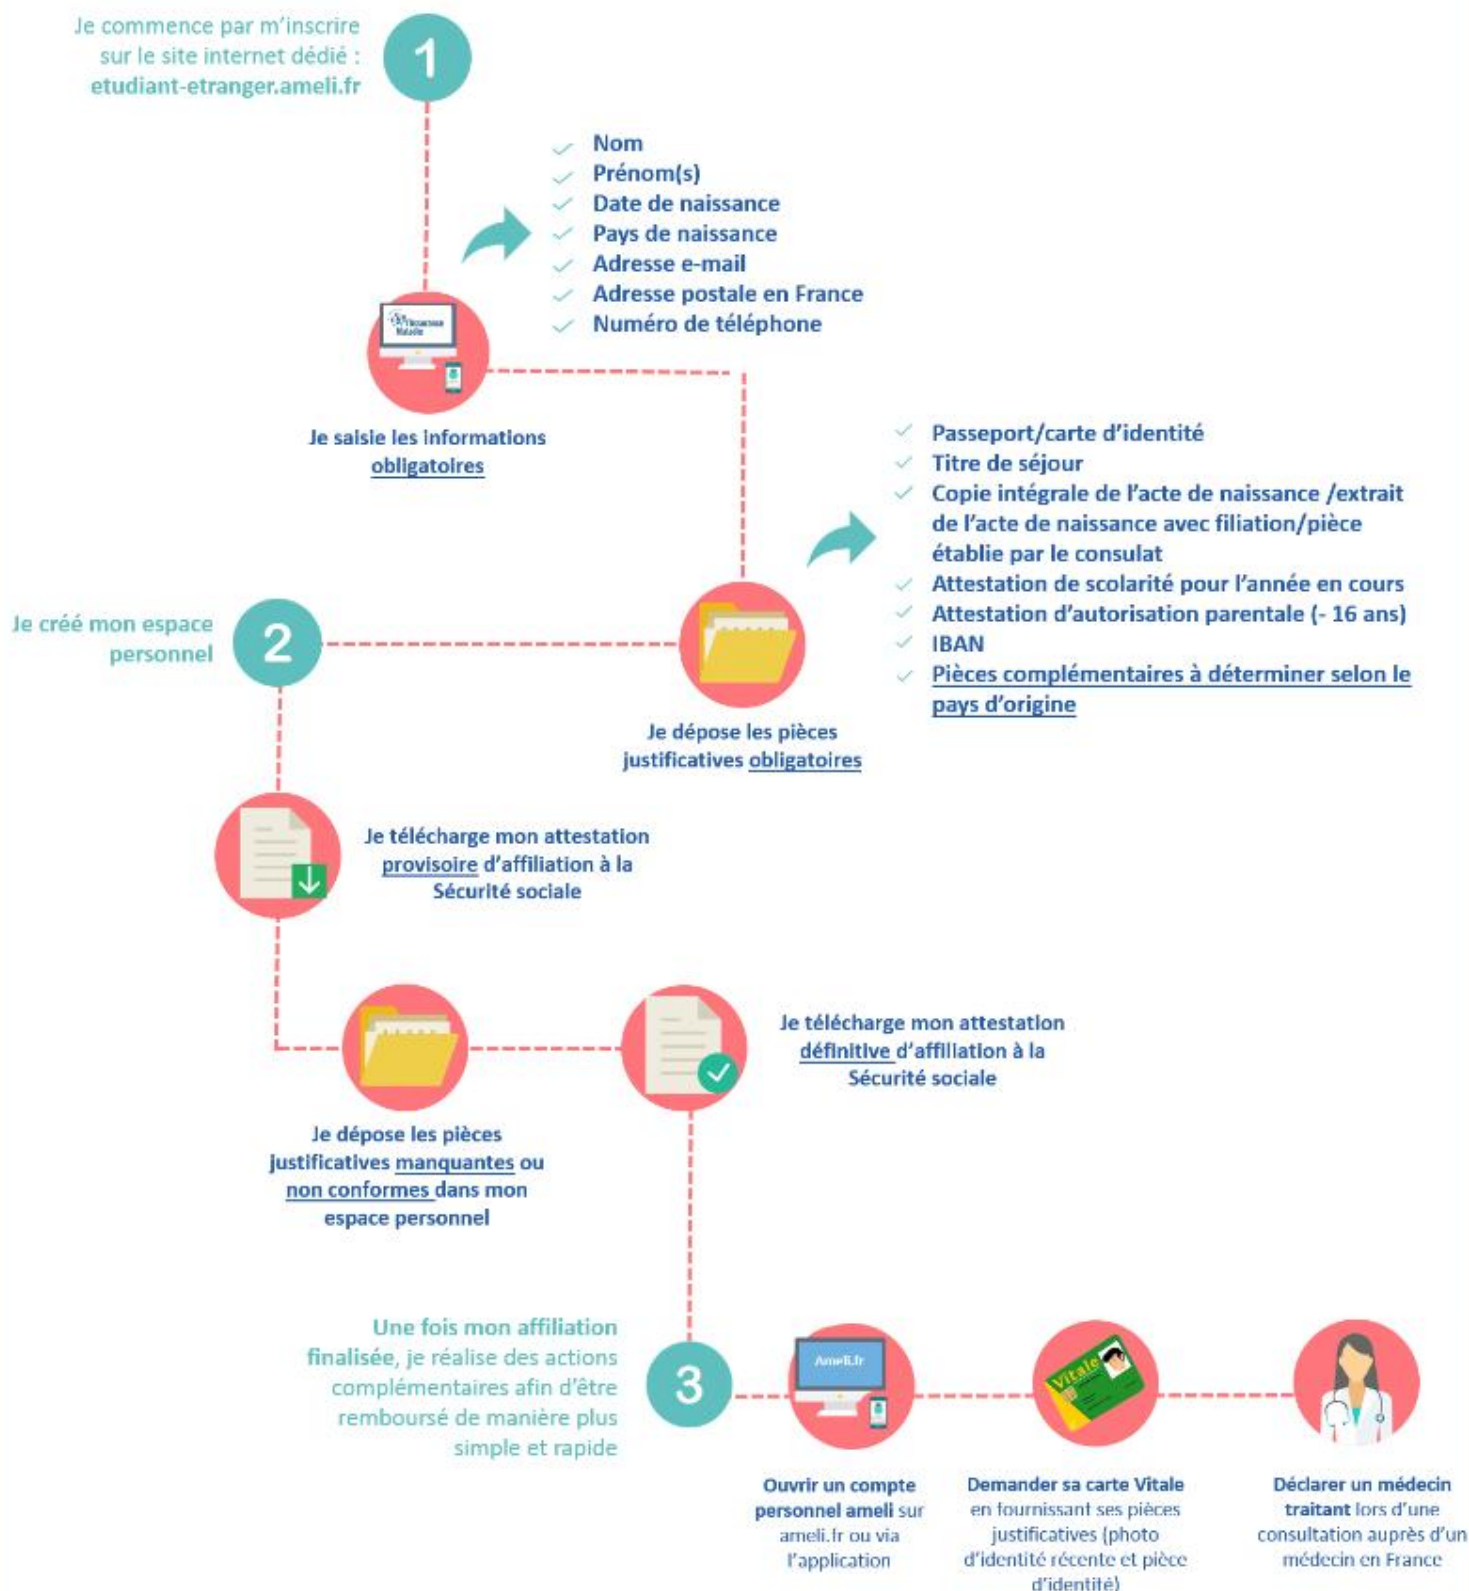 Je commence par m'inscrire
sur le site internet dédié :
etudiant-etranger.ameli.fr
1
Nom
Prénom(s)
Date de naissance
Pays de naissance
Adresse e-mail
Adresse postale en France
Numéro de téléphone
l'Assurance
Maladie
Je saisie les informations
obligatoires
Passeport/carte d'identité
Titre de séjour
Copie intégrale de l'acte de naissance /extrait
de l'acte de naissance avec filiation/pièce
établie par le consulat
Attestation de scolarité pour l'année en cours
Attestation d'autorisation parentale (- 16 ans)
IBAN
Pièces complémentaires à déterminer selon le
pays d'origine
Je dépose les pièces
justificatives obligatoires
Je créé mon espace
personnel
2
Je télécharge mon attestation
provisoire d'affiliation à la
Sécurité sociale
Je dépose les pièces
justificatives manquantes ou
non conformes dans mon
espace personnel
Je télécharge mon attestation
définitive d'affiliation à la
Sécurité sociale
Une fois mon affiliation
finalisée, je réalise des actions
complémentaires afin d'être
remboursé de manière plus
simple et rapide
3
Ameli.fr
Ouvrir un compte
personnel ameli sur
ameli.fr ou via
l'application
Vitale
Demander sa carte Vitale
en fournissant ses pièces
justificatives (photo
d'identité récente et pièce
d'identité)
Déclarer un médecin
traitant lors d'une
consultation auprès d'un
médecin en France